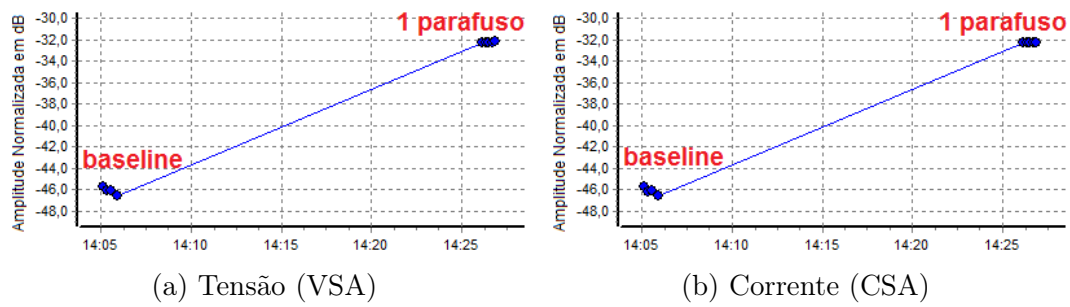 Amplitude Normalizada em dB
-30,0
-32,0
-34,0
-36,0
-38,0
-40,0
-42,0
-44,0
-46,0
-48,0
1 parafuso
baseline
14:05 14:10 14:15 14:20 14:25
(a) Tensão (VSA)
Amplitude Normalizada em dB
-30,0
-32,0
-34,0
-36,0
-38,0
-40,0
-42,0
-44,0
-46,0
-48,0
1 parafuso
baseline
14:05 14:10 14:15 14:20 14:25
(b) Corrente (CSA)